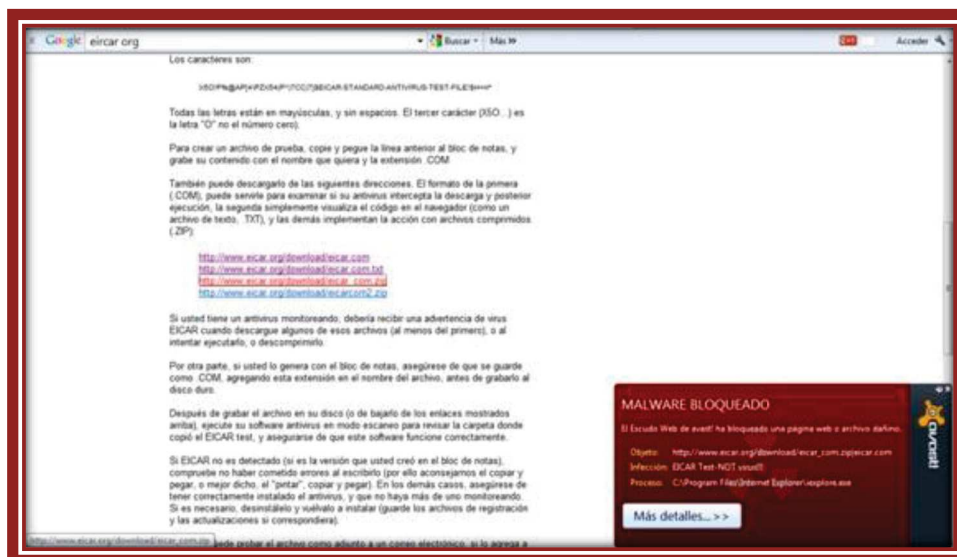 Google eircar org Buscar Más Acceder
Los caracteres son:
Todas las letras están en mayúsculas, y sin espacios. El tercer carácter (X5O...) es
la letra "O" no el número cero).
Para crear un archivo de prueba, copie y pegue la línea anterior al bloc de notas, y
grabe su contenido con el nombre que quiera y la extensión .COM
También puede descargarlo de las siguientes direcciones. El formato de la primera
(.COM), puede servirle para examinar si su antivirus intercepta la descarga y posterior
ejecución, la segunda simplemente visualiza el código en el navegador (como un
archivo de texto, .TXT), y las demás implementan la acción con archivos comprimidos
(.ZIP):
http://www.eicar.org/download/eicar.com
http://www.eicar.org/download/eicar.com.txt
http://www.eicar.org/download/eicar_com.zip
http://www.eicar.org/download/eicarcom2.zip
Si usted tiene un antivirus monitoreando, debería recibir una advertencia de virus
EICAR cuando descargue algunos de esos archivos (al menos del primero), o al
intentar ejecutarlo, o descomprimirlo.
Por otra parte, si usted lo genera con el bloc de notas, asegúrese de que se guarde
como .COM, agregando esta extensión en el nombre del archivo, antes de grabarlo al
disco duro.
Después de grabar el archivo en su disco (o de bajarlo de los enlaces mostrados
arriba), ejecute su software antivirus en modo escaneo para revisar la carpeta donde
copió el EICAR test, y asegurarse de que este software funcione correctamente.
Si EICAR no es detectado (si es la versión que usted creó en el bloc de notas),
compruebe no haber cometido errores al escribirlo (por ello aconsejamos el copiar y
pegar, o mejor dicho, el "pintar", copiar y pegar). En los demás casos, asegúrese de
tener correctamente instalado el antivirus, y que no haya más de uno monitoreando.
Si es necesario, desinstálelo y vuélvalo a instalar (guarde los archivos de registración
y las actualizaciones si correspondiera).
puede probar el archivo como adjunto a un correo electrónico, si lo agrega a
http://www.eicar.org/download/eicar_com.zip
MALWARE BLOQUEADO
El Escudo Web de avast! ha bloqueado una página web o archivo dañino.
Objeto: http://www.eicar.org/download/eicar_com.zip|eicar.com
Infección: EICAR Test-NOT virus!!!
Proceso: C:\Program Files\Internet Explorer\iexplore.exe
Más detalles... >>
avast!